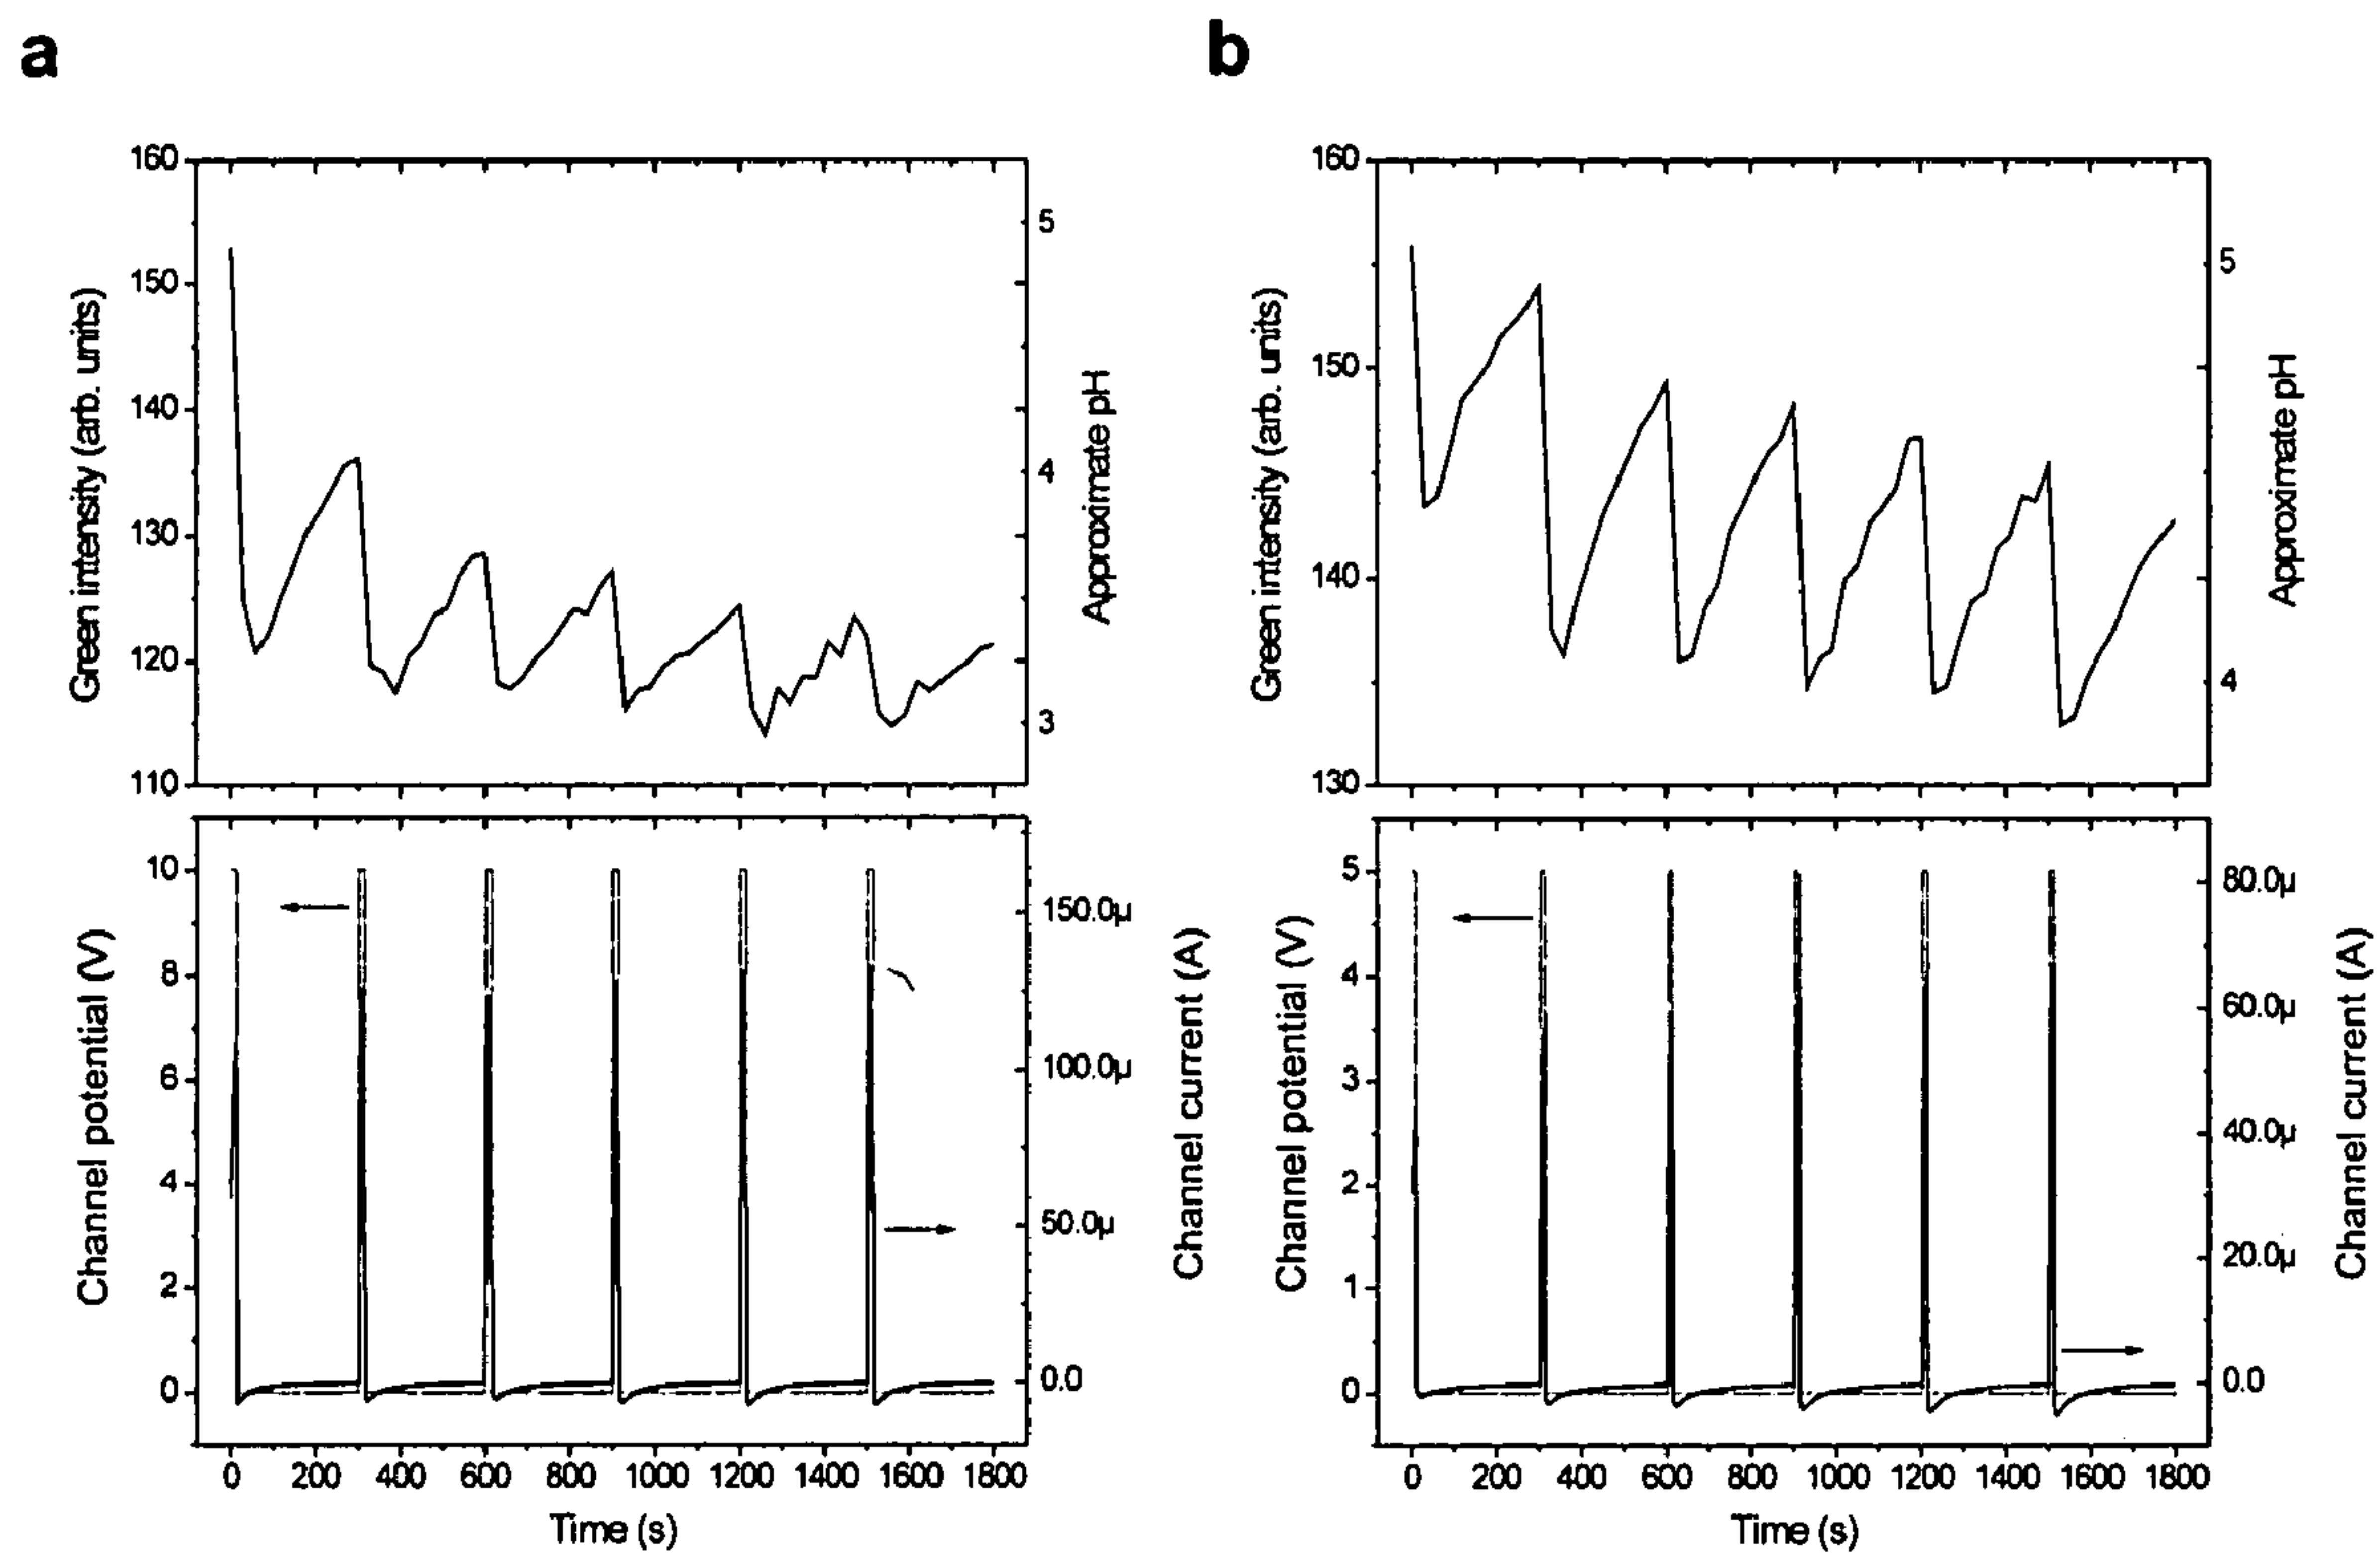 a
b
160
150
140
130
120
110
Green intensity (arb. units)
5
4
3
Approximate pH
160
150
140
130
Green intensity (arb. units)
5
4
Approximate pH
10
8
6
4
2
0
Channel potential (V)
150.0µ
100.0µ
50.0µ
0.0
Channel current (A)
0 200 400 600 800 1000 1200 1400 1600 1800
Time (s)
5
4
3
2
1
0
Channel potential (V)
80.0µ
60.0µ
40.0µ
20.0µ
0.0
Channel current (A)
0 200 400 600 800 1000 1200 1400 1600 1800
Time (s)